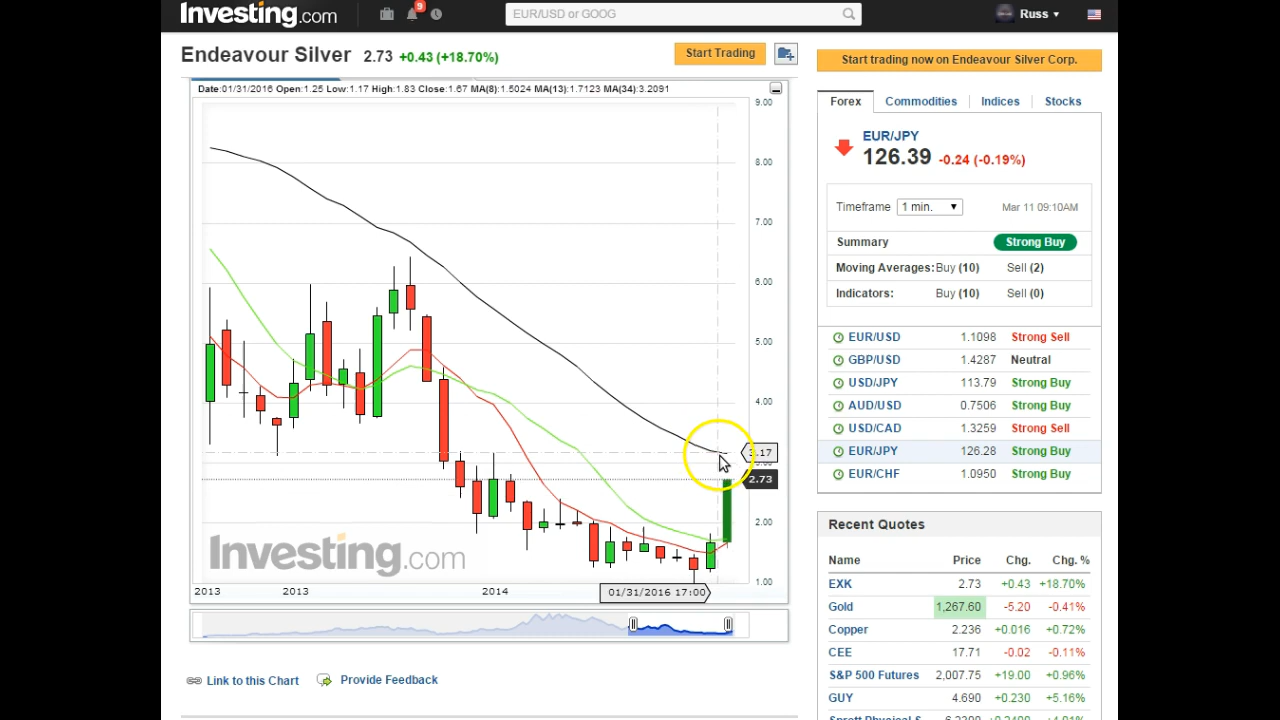 Investing.com
9
EUR/USD or GOOG
Russ
Endeavour Silver 2.73 +0.43 (+18.70%)
Start Trading
Start trading now on Endeavour Silver Corp.
Date:01/31/2016 Open:1.25 Low:1.17 High:1.83 Close:1.67 MA(8):1.5024 MA(13):1.7123 MA(34):3.2091
9.00
8.00
7.00
6.00
5.00
4.00
3.17
2.73
2.00
1.00
Investing.com
2013 2013 2014 01/31/2016 17:00
Link to this Chart Provide Feedback
Forex Commodities Indices Stocks
EUR/JPY
126.39 -0.24 (-0.19%)
Timeframe 1 min. Mar 11 09:10AM
Summary Strong Buy
Moving Averages: Buy (10) Sell (2)
Indicators: Buy (10) Sell (0)
EUR/USD 1.1098 Strong Sell
GBP/USD 1.4287 Neutral
USD/JPY 113.79 Strong Buy
AUD/USD 0.7506 Strong Buy
USD/CAD 1.3259 Strong Sell
EUR/JPY 126.28 Strong Buy
EUR/CHF 1.0950 Strong Buy
Recent Quotes
Name Price Chg. Chg. %
EXK 2.73 +0.43 +18.70%
Gold 1,267.60 -5.20 -0.41%
Copper 2.236 +0.016 +0.72%
CEE 17.71 -0.02 -0.11%
S&P 500 Futures 2,007.75 +19.00 +0.96%
GUY 4.690 +0.230 +5.16%